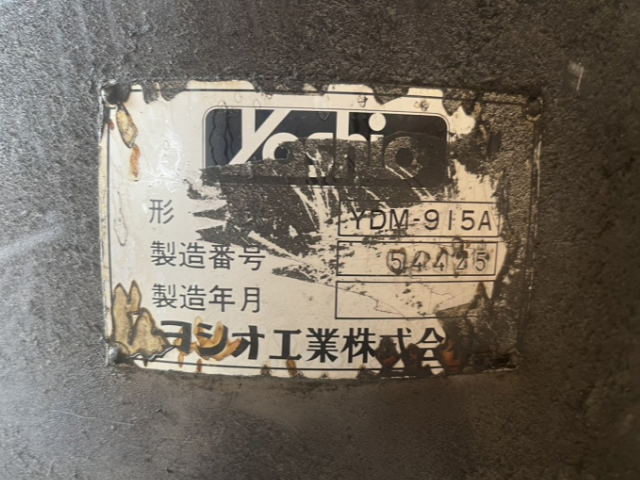 Yoshio
形 YDM-915A
製造番号 54425
製造年月
ヨシオ工業株式会